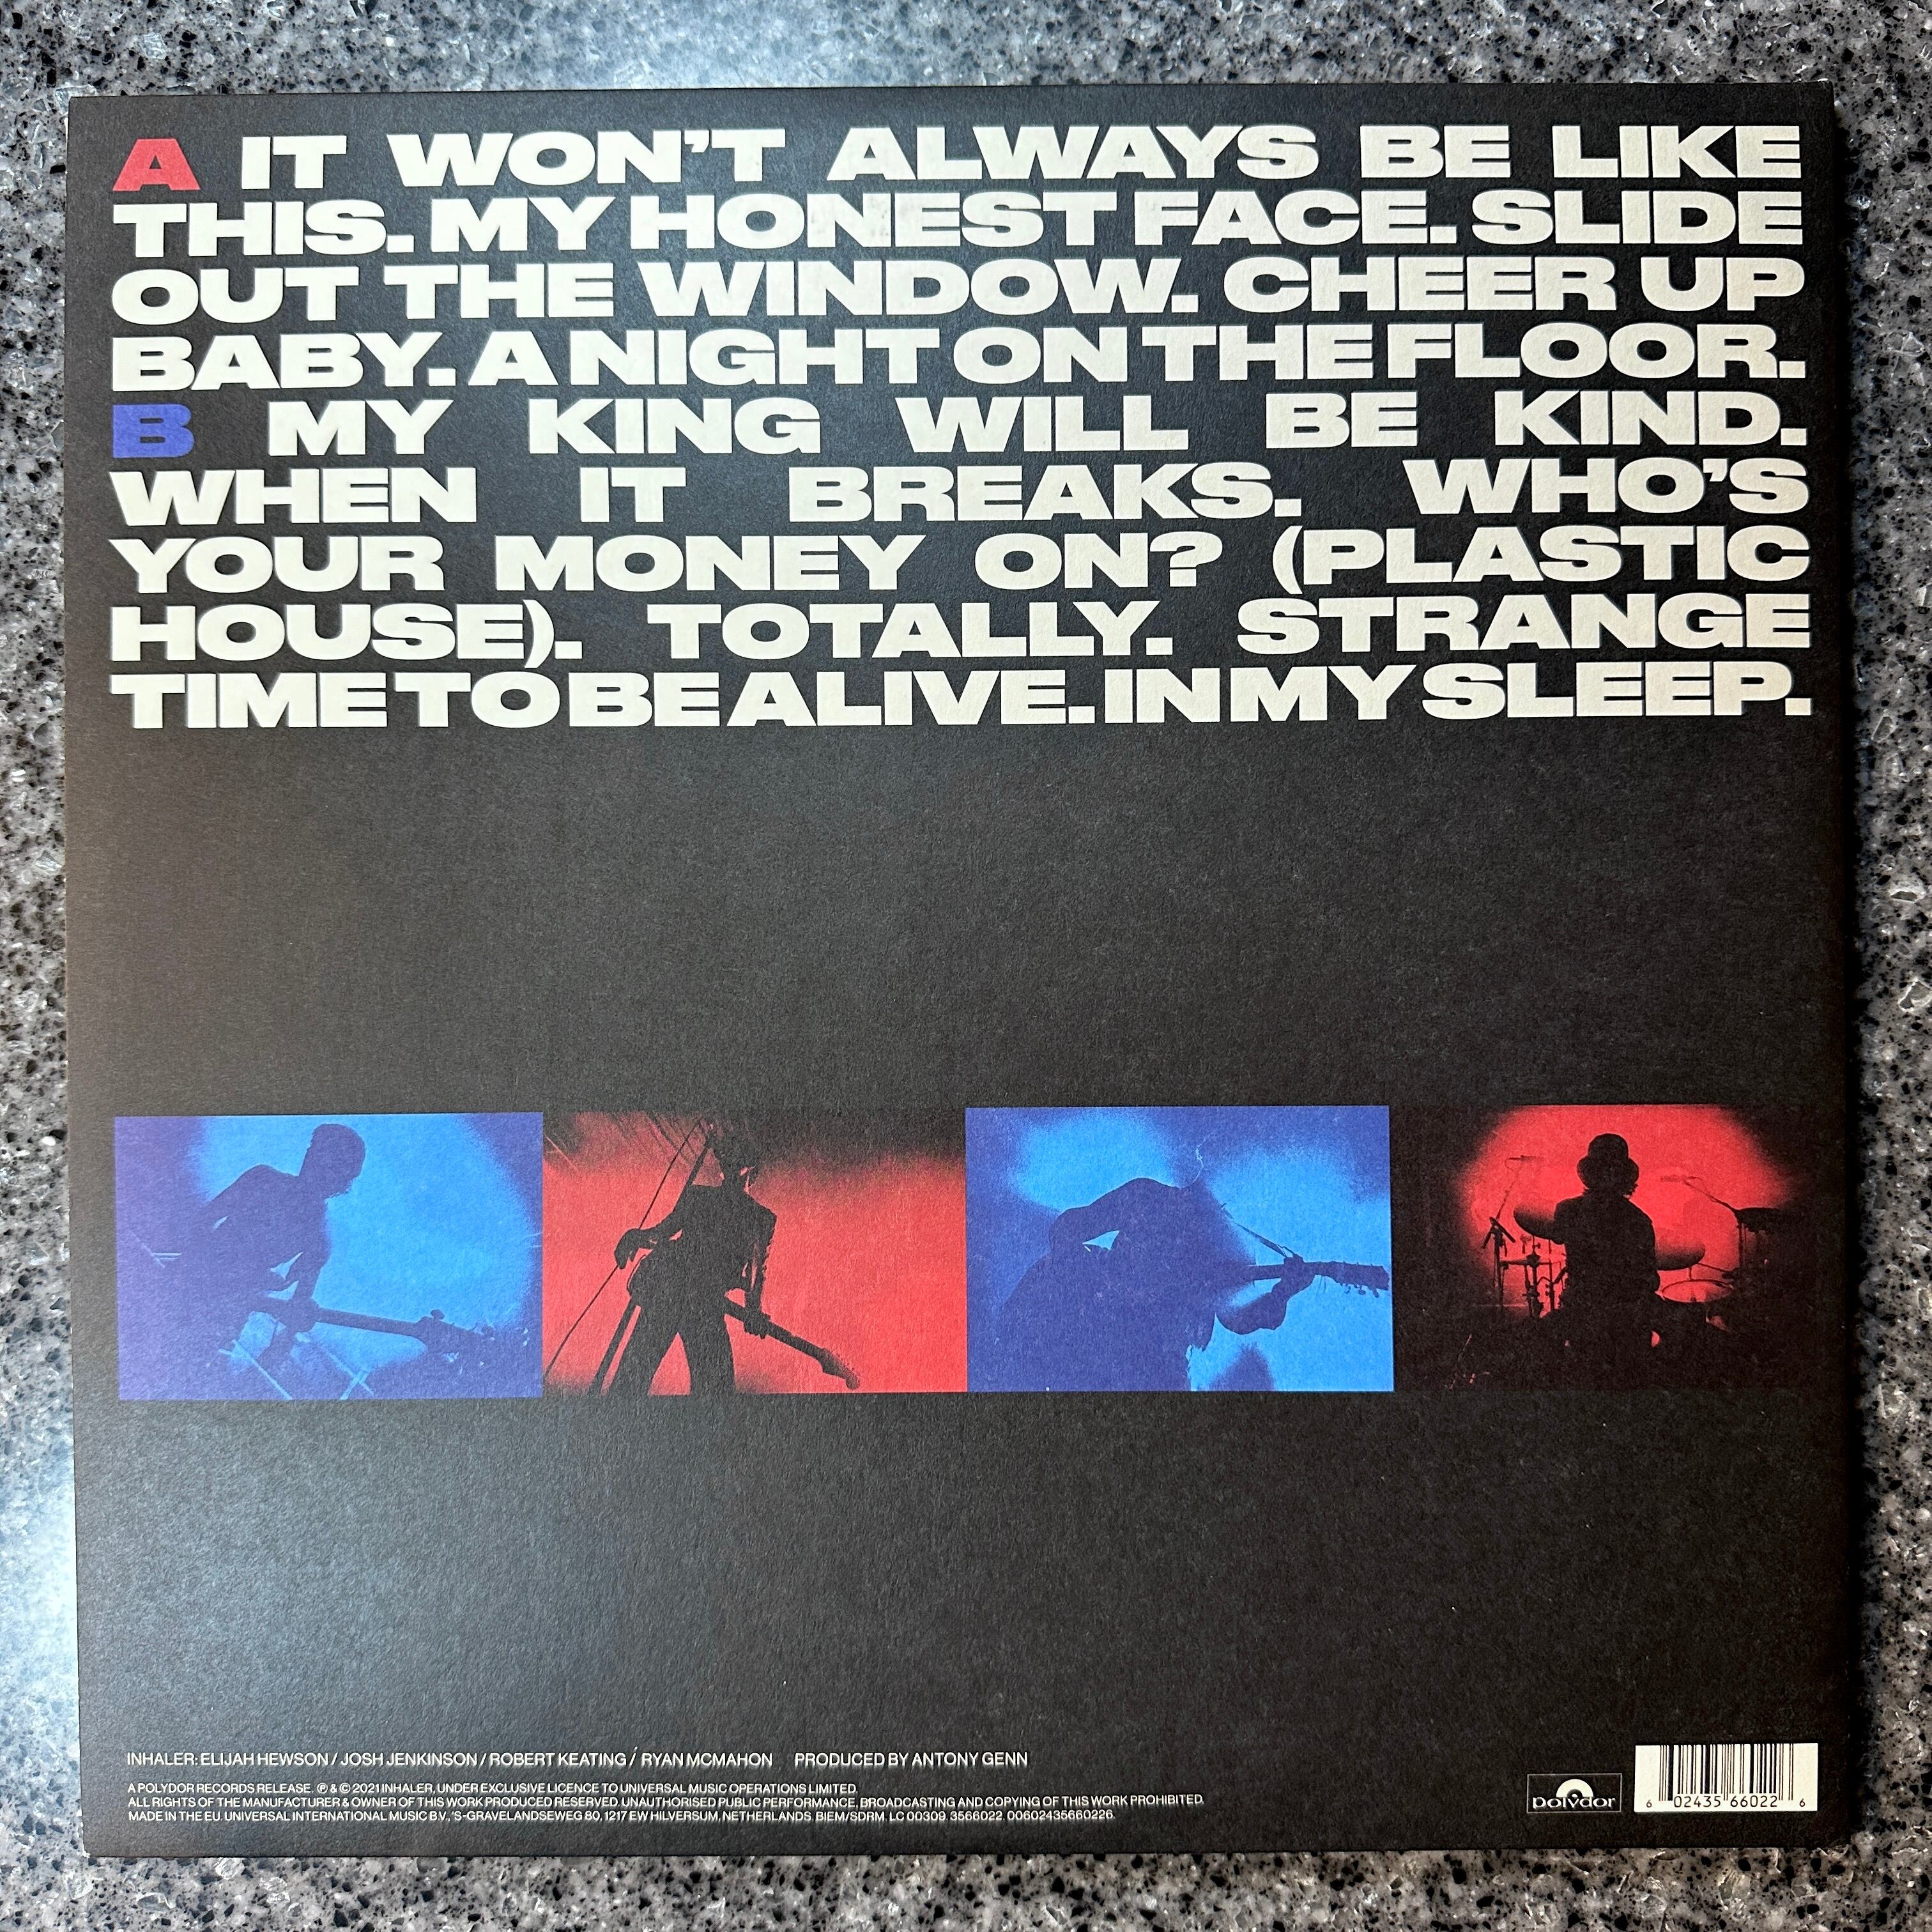 A IT WON'T ALWAYS BE LIKE
THIS. MY HONEST FACE. SLIDE
OUT THE WINDOW. CHEER UP
BABY. A NIGHT ON THE FLOOR.
B MY KING WILL BE KIND.
WHEN IT BREAKS. WHO'S
YOUR MONEY ON? (PLASTIC
HOUSE). TOTALLY. STRANGE
TIME TO BE ALIVE. IN MY SLEEP.
INHALER: ELIJAH HEWSON / JOSH JENKINSON / ROBERT KEATING / RYAN MCMAHON PRODUCED BY ANTONY GENN
A POLYDOR RECORDS RELEASE. ℗ & © 2021 INHALER, UNDER EXCLUSIVE LICENCE TO UNIVERSAL MUSIC OPERATIONS LIMITED.
ALL RIGHTS OF THE MANUFACTURER & OWNER OF THIS WORK PRODUCED RESERVED. UNAUTHORISED PUBLIC PERFORMANCE, BROADCASTING AND COPYING OF THIS WORK PROHIBITED.
MADE IN THE EU. UNIVERSAL INTERNATIONAL MUSIC B.V., 'S-GRAVELANDSEWEG 80, 1217 EW HILVERSUM, NETHERLANDS. BIEM/SDRM. LC 00309. 3566022. 00602435660226.
polydor
6 02435 66022 6